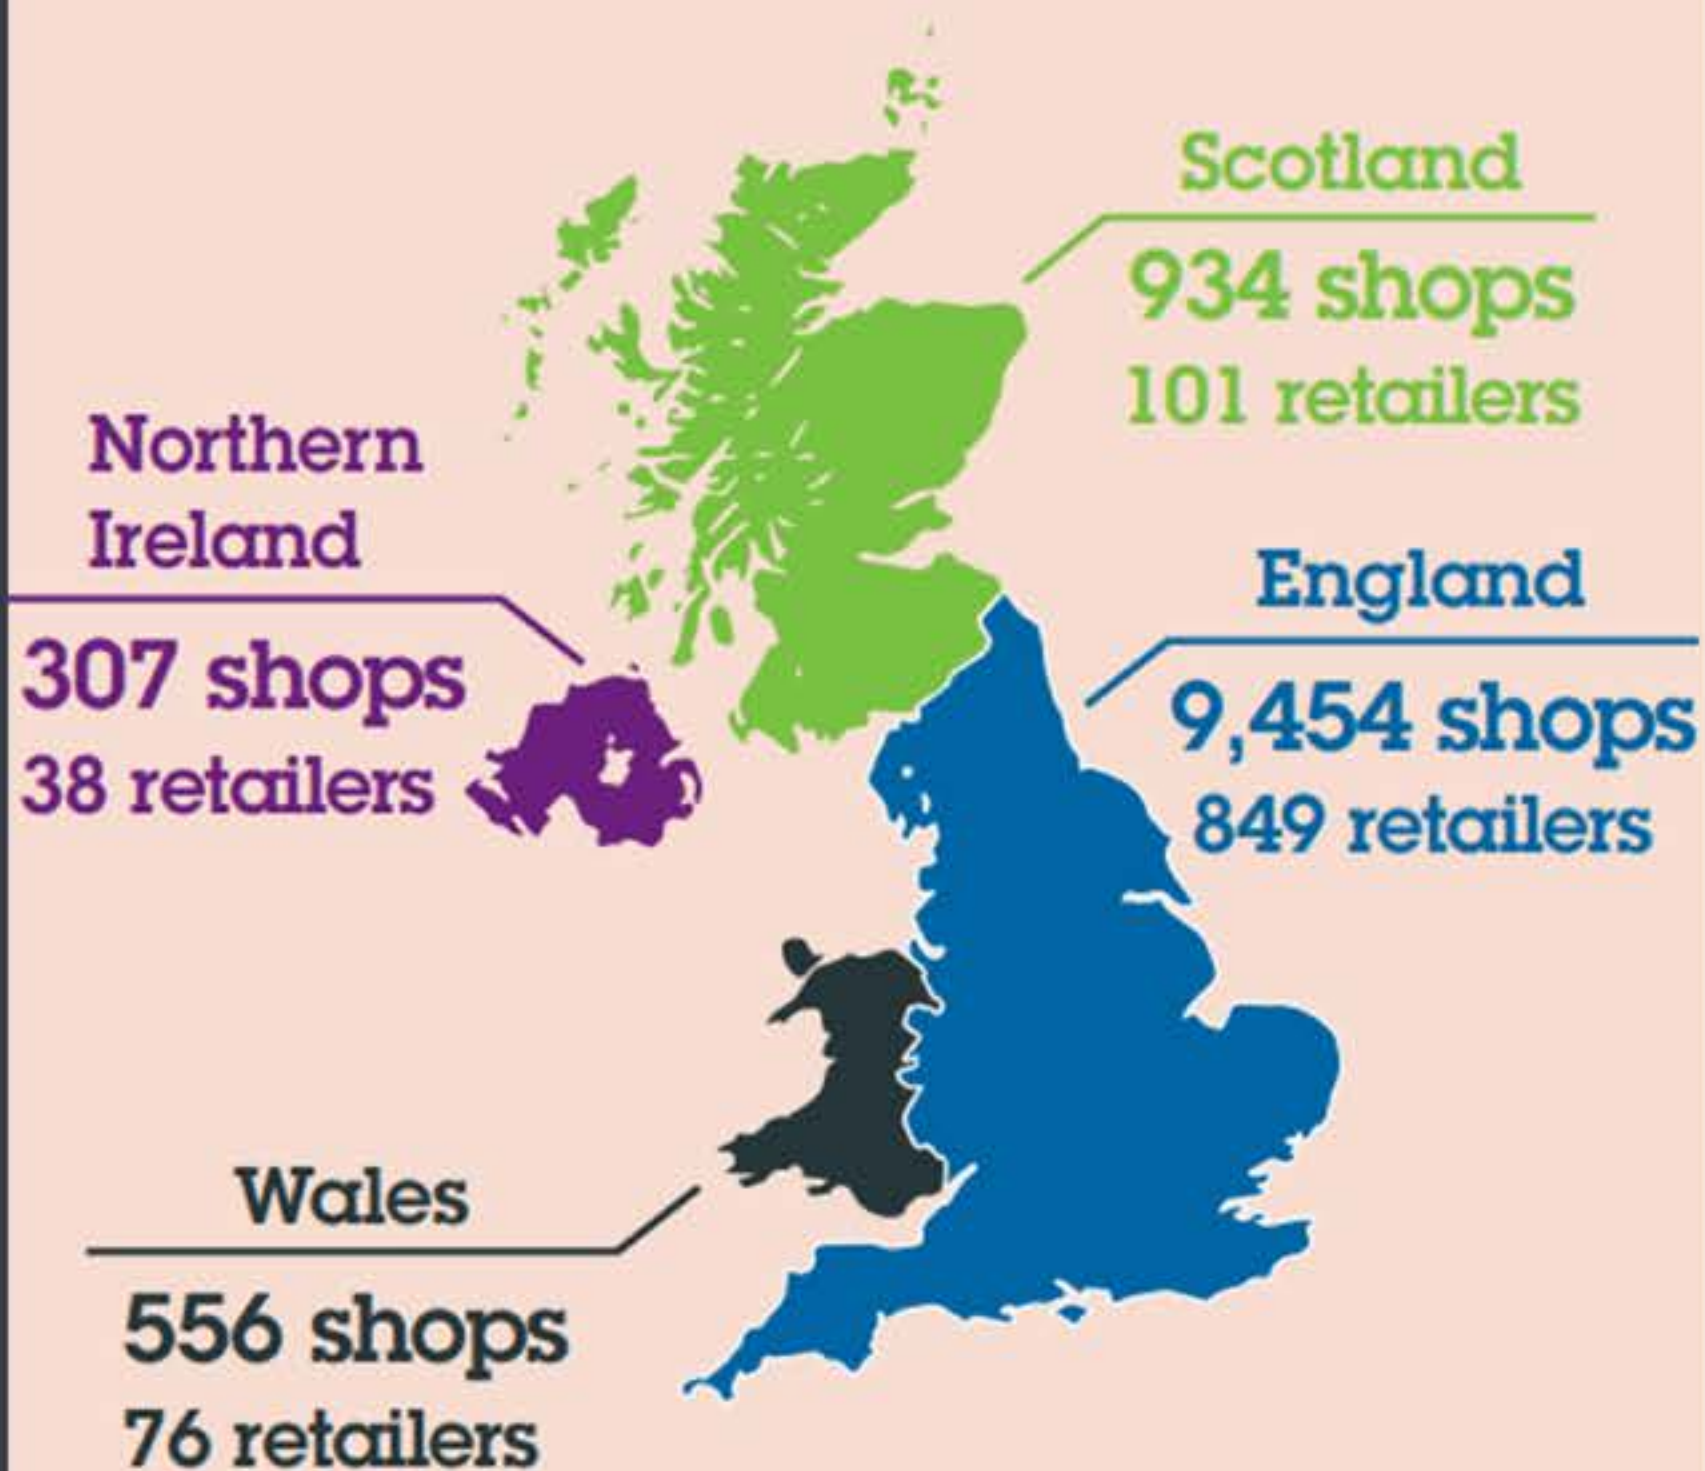 Scotland
934 shops
101 retailers
Northern
Ireland
307 shops
38 retailers
England
9,454 shops
849 retailers
Wales
556 shops
76 retailers